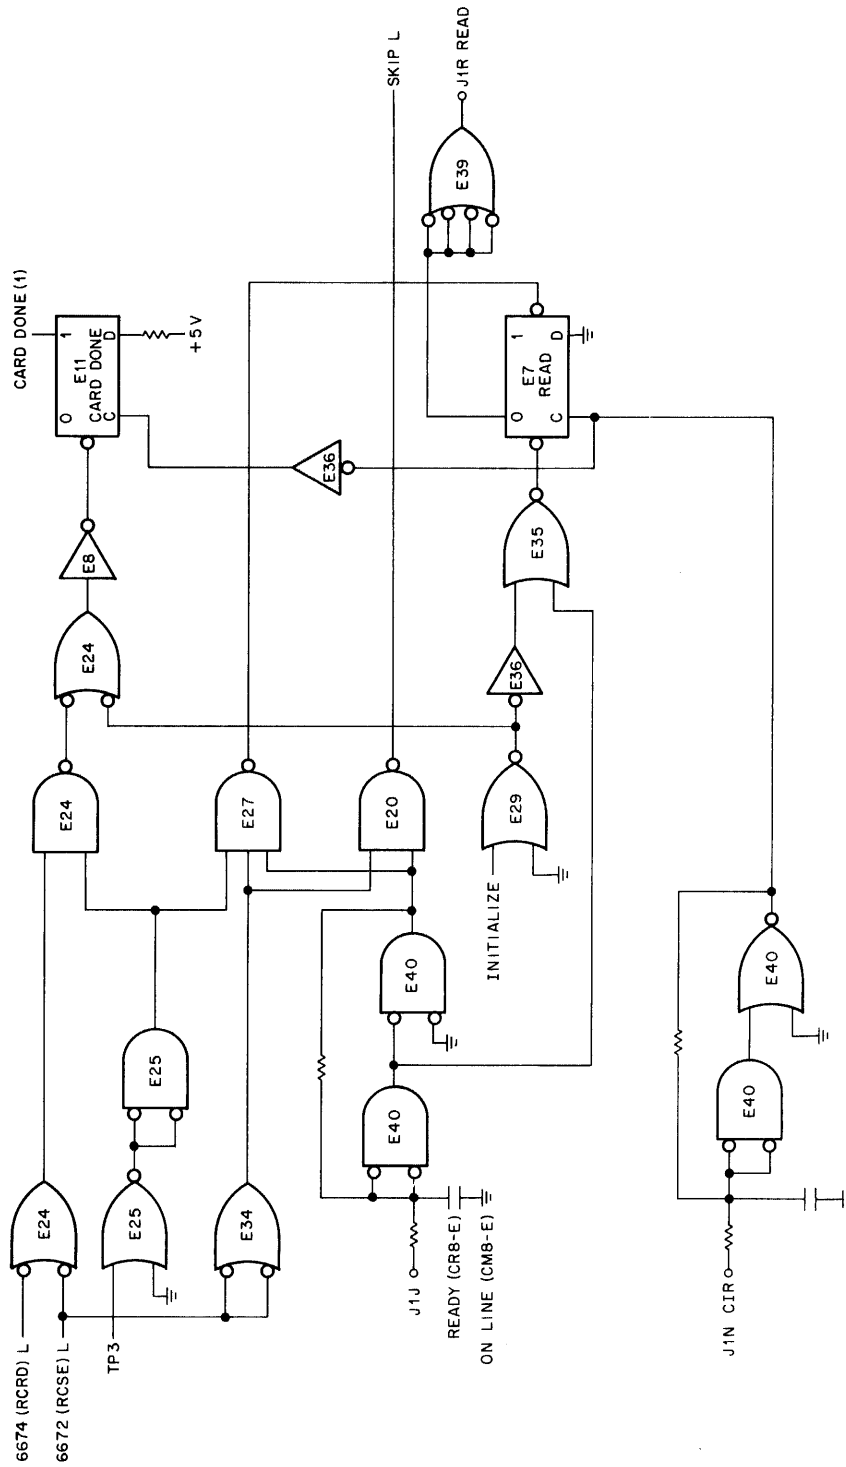 CARD DONE (1)
SKIP L
J1R READ
E39
0
1
E11
CARD DONE
C
D
+5V
E36
0
1
E7
READ
C
D
E8
E24
E35
E36
E24
E27
E20
E29
INITIALIZE
E40
E40
E25
E40
E40
E24
E25
E34
6674 (RCRD) L
6672 (RCSE) L
TP3
J1J
READY (CR8-E)
ON LINE (CM8-E)
J1N CIR